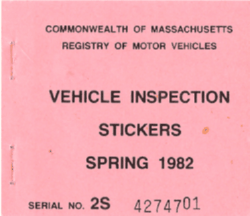 COMMONWEALTH OF MASSACHUSETTS
REGISTRY OF MOTOR VEHICLES
VEHICLE INSPECTION
STICKERS
SPRING 1982
SERIAL NO. 2S 4274701